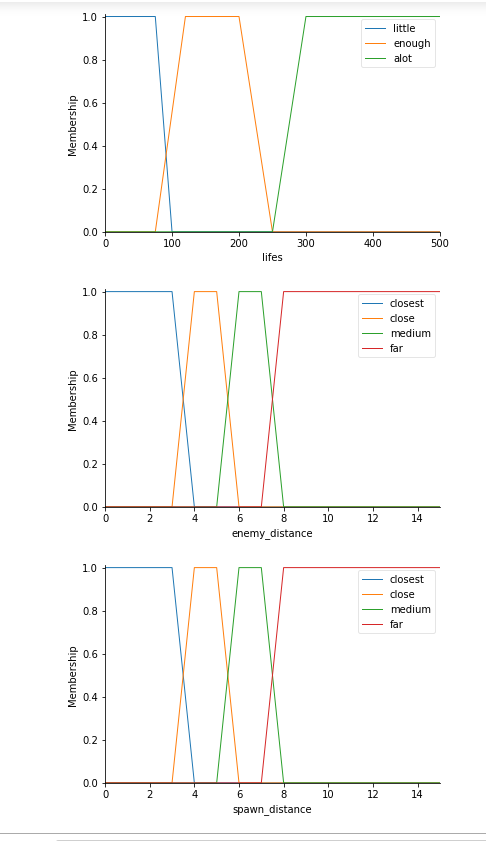 1.0
0.8
0.6
0.4
0.2
0.0
Membership
little
enough
alot
0 100 200 300 400 500
lifes
1.0
0.8
0.6
0.4
0.2
0.0
Membership
closest
close
medium
far
0 2 4 6 8 10 12 14
enemy_distance
1.0
0.8
0.6
0.4
0.2
0.0
Membership
closest
close
medium
far
0 2 4 6 8 10 12 14
spawn_distance